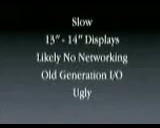 Slow
13" - 14" Displays
Likely No Networking
Old Generation I/O
Ugly